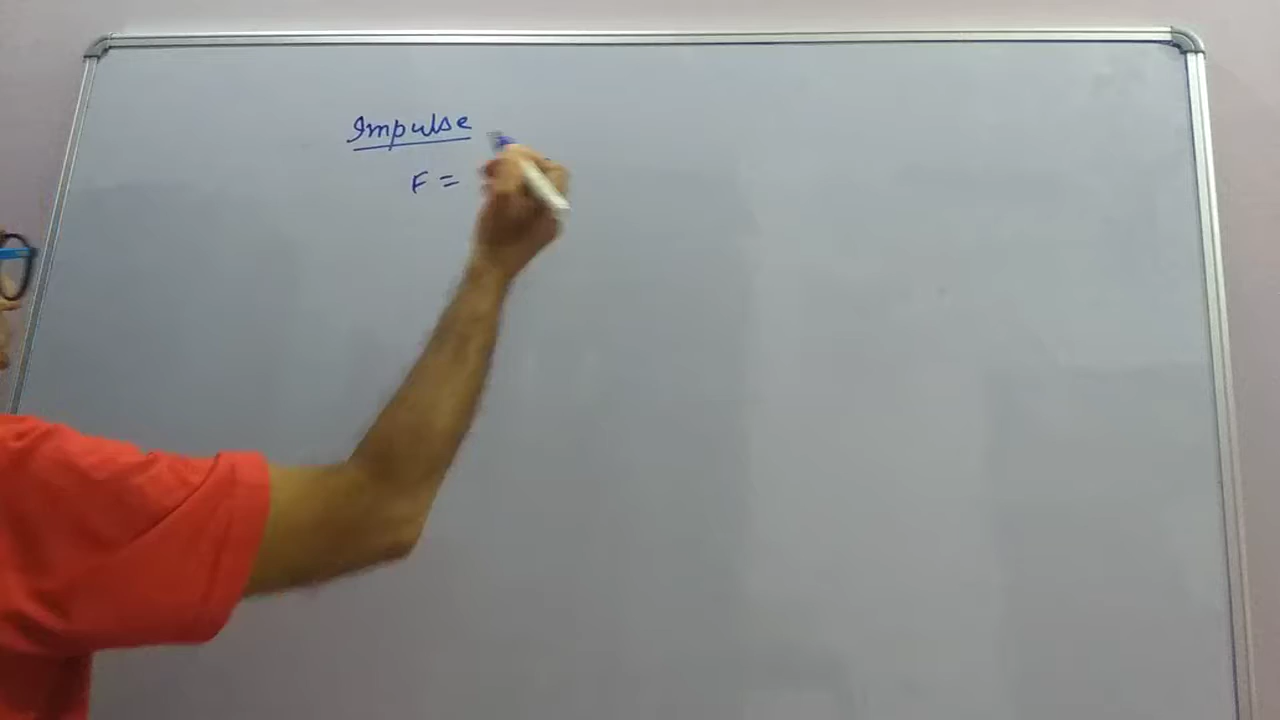 Impulse
F =